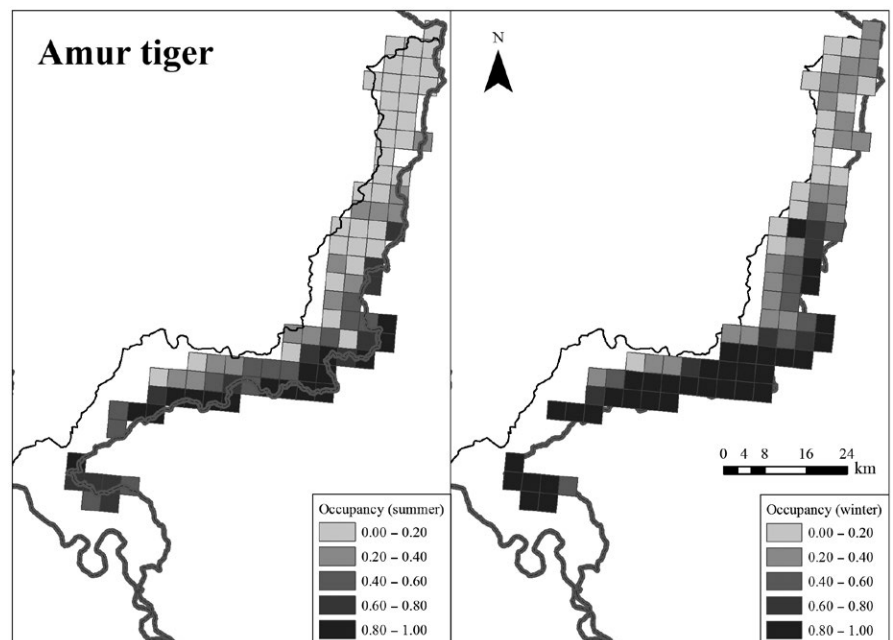 Amur tiger
N
0 4 8 16 24
km
Occupancy (summer)
0.00 – 0.20
0.20 – 0.40
0.40 – 0.60
0.60 – 0.80
0.80 – 1.00
Occupancy (winter)
0.00 – 0.20
0.20 – 0.40
0.40 – 0.60
0.60 – 0.80
0.80 – 1.00